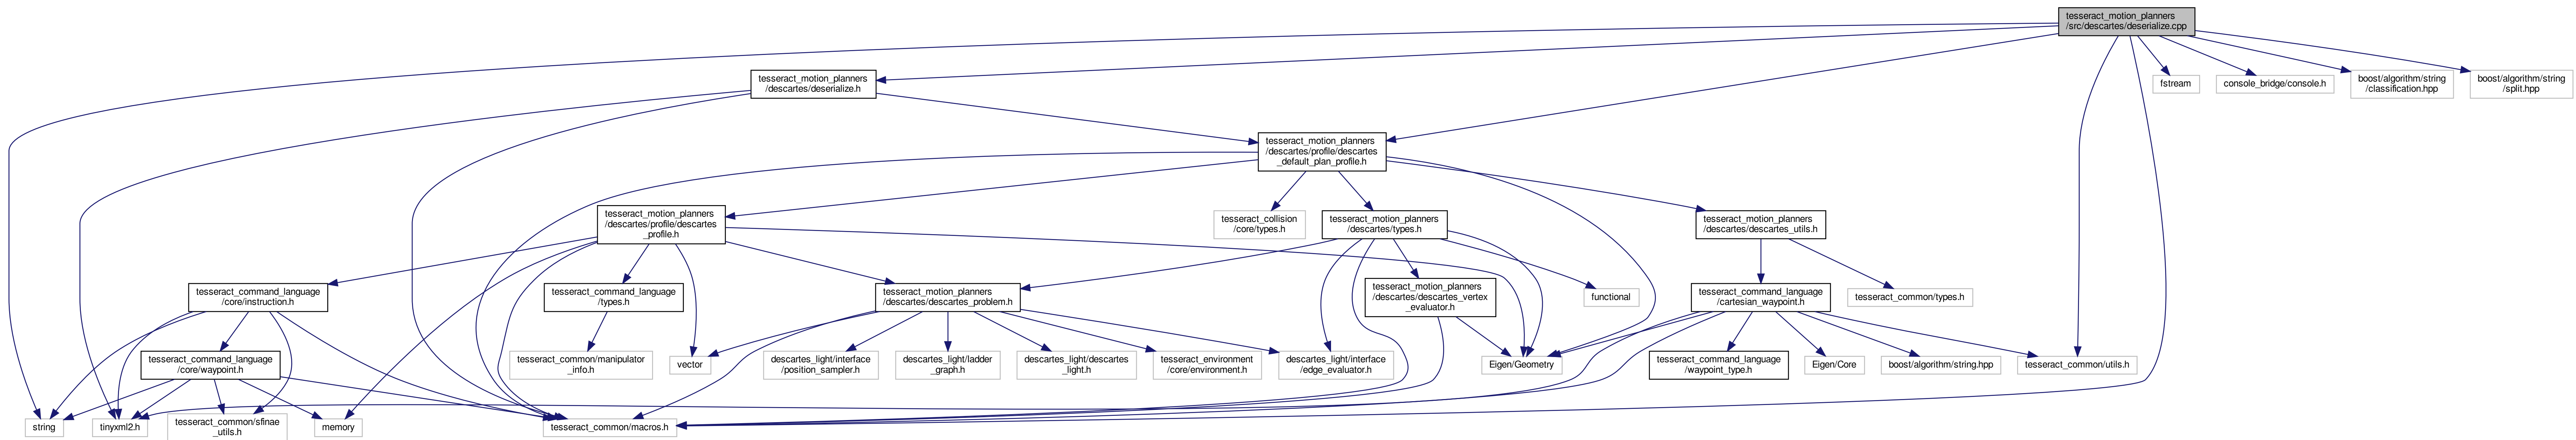 tesseract_motion_planners
/src/descartes/deserialize.cpp
tesseract_motion_planners
/descartes/deserialize.h
fstream
console_bridge/console.h
boost/algorithm/string
/classification.hpp
boost/algorithm/string
/split.hpp
tesseract_motion_planners
/descartes/profile/descartes
_default_plan_profile.h
tesseract_motion_planners
/descartes/profile/descartes
_profile.h
tesseract_collision
/core/types.h
tesseract_motion_planners
/descartes/types.h
tesseract_motion_planners
/descartes/descartes_utils.h
tesseract_command_language
/core/instruction.h
tesseract_command_language
/types.h
tesseract_motion_planners
/descartes/descartes_problem.h
tesseract_motion_planners
/descartes/descartes_vertex
_evaluator.h
functional
tesseract_command_language
/cartesian_waypoint.h
tesseract_common/types.h
tesseract_command_language
/core/waypoint.h
tesseract_common/manipulator
_info.h
vector
descartes_light/interface
/position_sampler.h
descartes_light/ladder
_graph.h
descartes_light/descartes
_light.h
tesseract_environment
/core/environment.h
descartes_light/interface
/edge_evaluator.h
Eigen/Geometry
tesseract_command_language
/waypoint_type.h
Eigen/Core
boost/algorithm/string.hpp
tesseract_common/utils.h
string
tinyxml2.h
tesseract_common/sfinae
_utils.h
memory
tesseract_common/macros.h